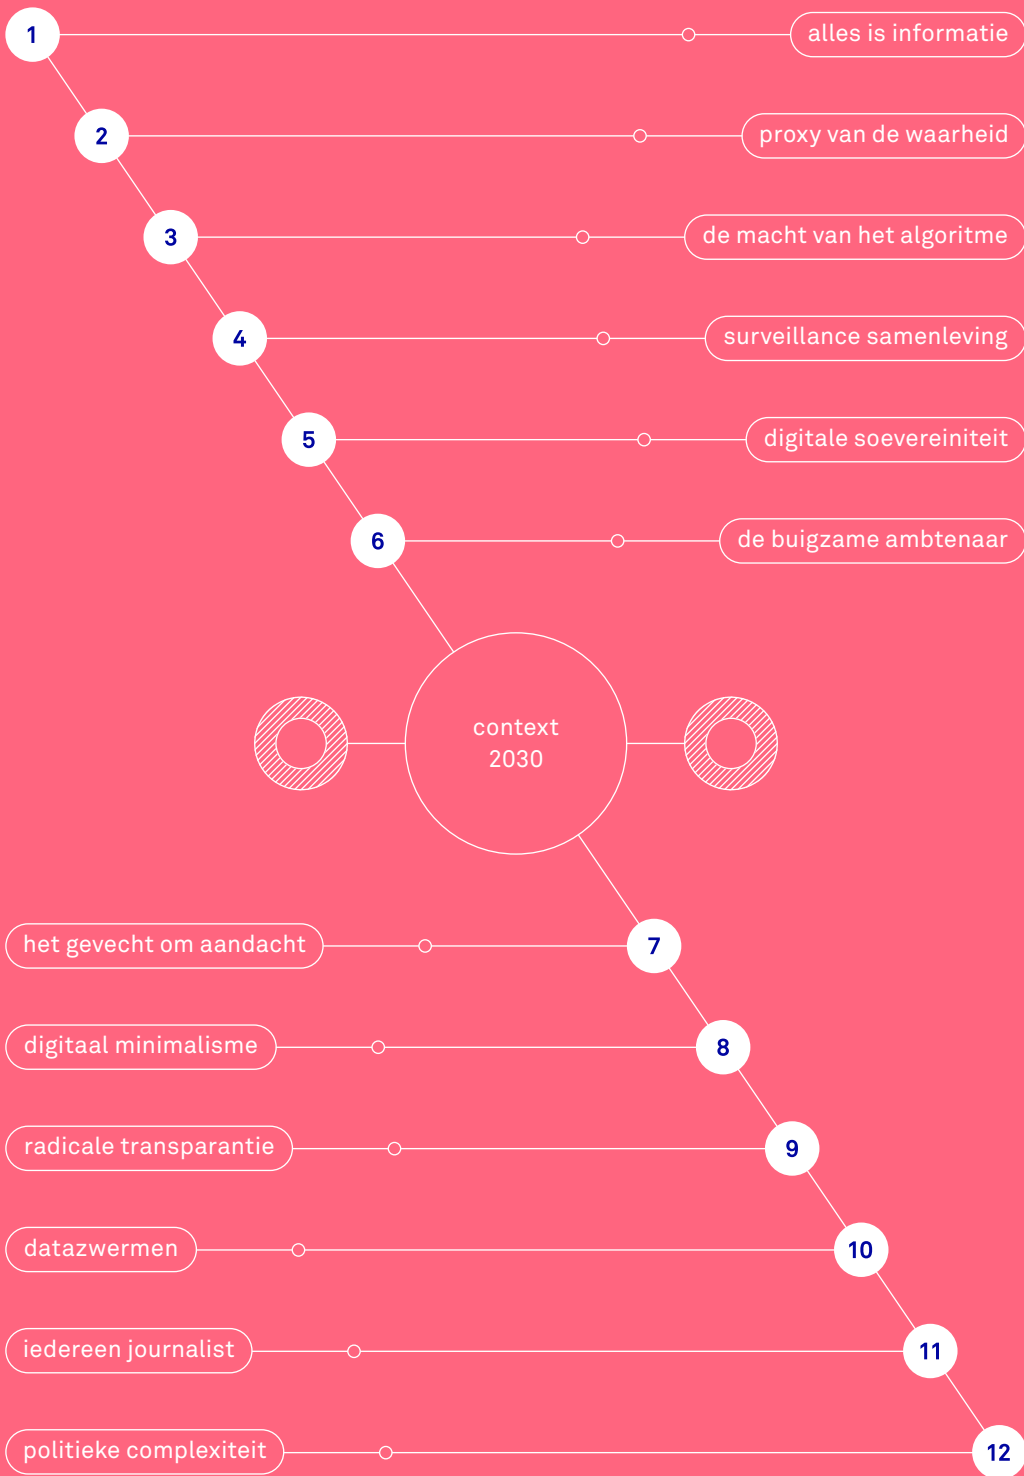 1
alles is informatie
2
proxy van de waarheid
3
de macht van het algoritme
4
surveillance samenleving
5
digitale soevereiniteit
6
de buigzame ambtenaar
context
2030
het gevecht om aandacht
7
digitaal minimalisme
8
radicale transparantie
9
datazwermen
10
iedereen journalist
11
politieke complexiteit
12